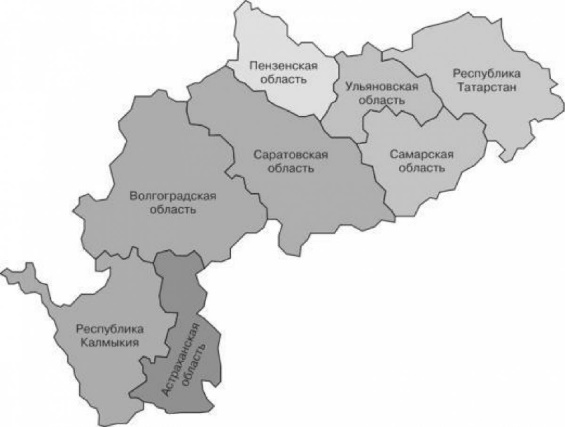 Пензенская
область
Ульяновская
область
Республика
Татарстан
Саратовская
область
Самарская
область
Волгоградская
область
Республика
Калмыкия
Астраханская
область